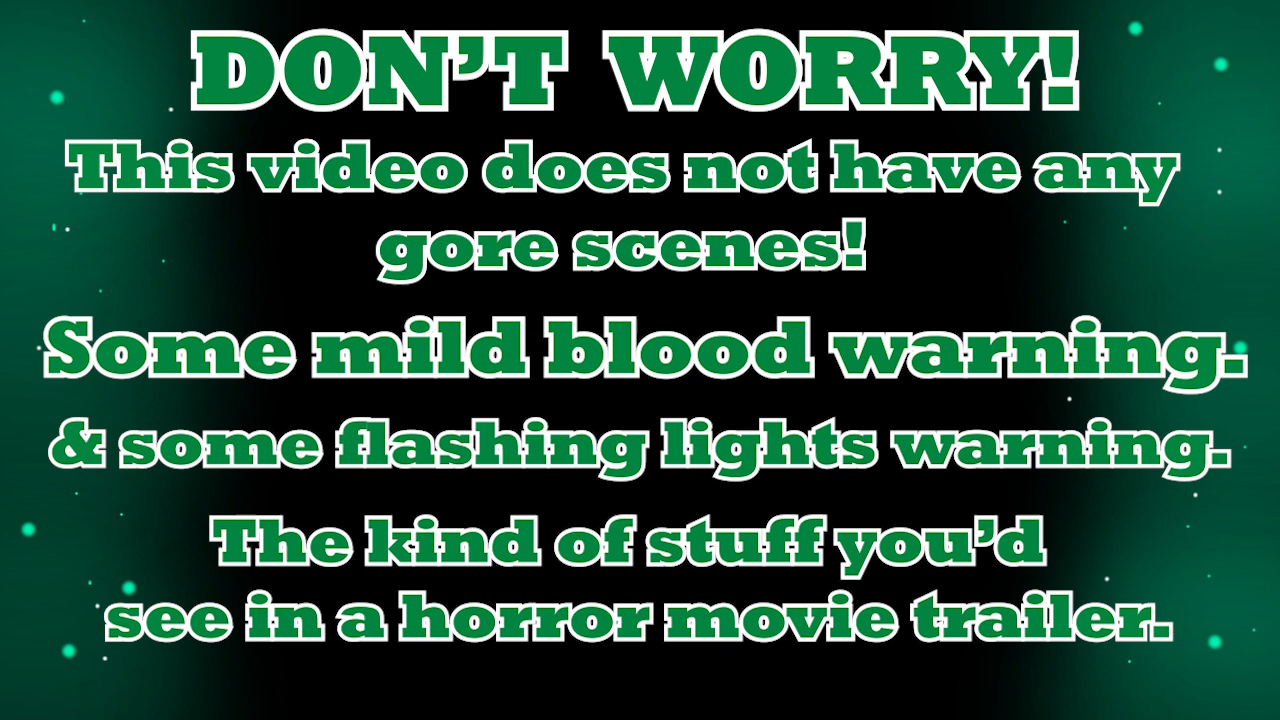 DON'T WORRY!
This video does not have any
gore scenes!
Some mild blood warning.
& some flashing lights warning.
The kind of stuff you'd
see in a horror movie trailer.